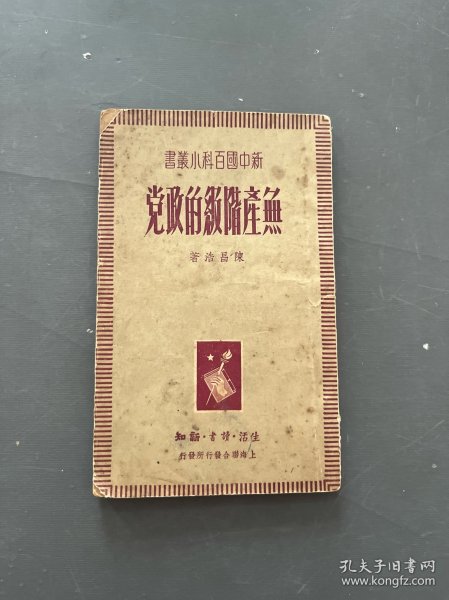 新中國百科小叢書
無產階級的政党
陳昌浩著
生活·讀書·新知
上海聯合發行所發行
孔夫子旧书网
www.kongfz.com